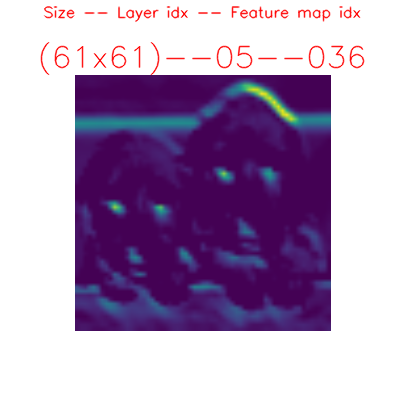 Size -- Layer idx -- Feature map idx
(61x61)--05--036